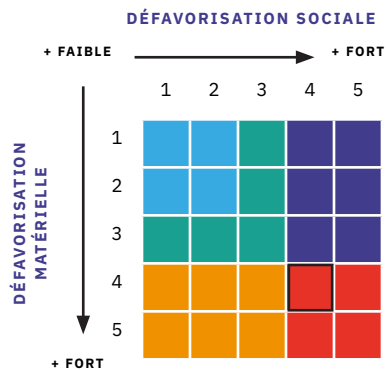 DÉFAVORISATION SOCIALE
+ FAIBLE
+ FORT
1 2 3 4 5
DÉFAVORISATION
MATÉRIELLE
1
2
3
4
5
+ FORT